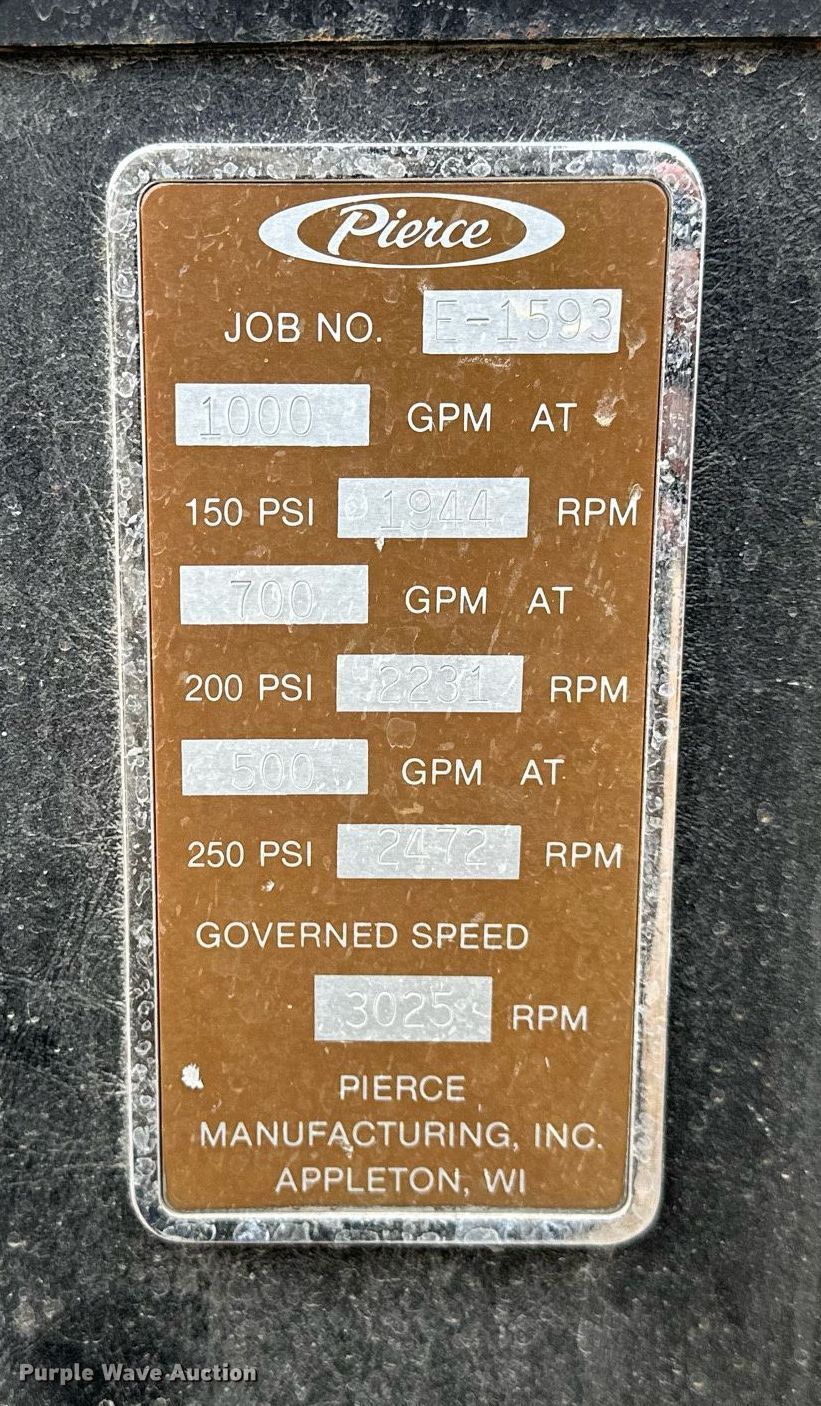 Pierce
JOB NO. E-1593
1000 GPM AT
150 PSI 1944 RPM
700 GPM AT
200 PSI 2231 RPM
500 GPM AT
250 PSI 2472 RPM
GOVERNED SPEED
3025 RPM
PIERCE
MANUFACTURING, INC.
APPLETON, WI
Purple Wave Auction